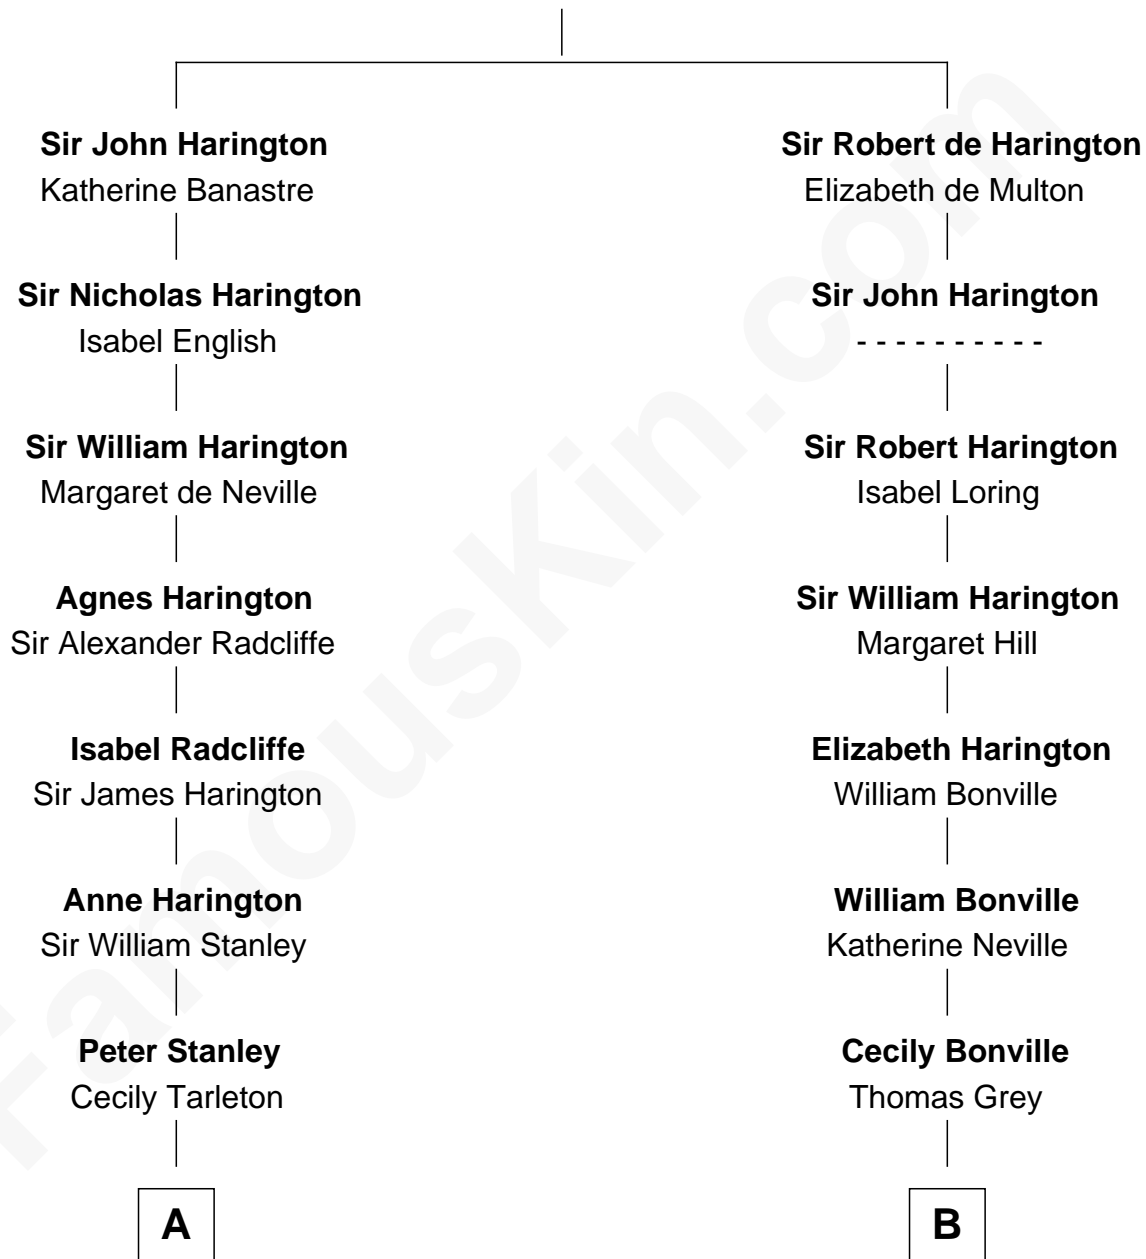 Sir John Harington
Katherine Banastre
Sir Nicholas Harington
Isabel English
Sir William Harington
Margaret de Neville
Agnes Harington
Sir Alexander Radcliffe
Isabel Radcliffe
Sir James Harington
Anne Harington
Sir William Stanley
Peter Stanley
Cecily Tarleton
A
Sir Robert de Harington
Elizabeth de Multon
Sir John Harington
- - - - - - - - - -
Sir Robert Harington
Isabel Loring
Sir William Harington
Margaret Hill
Elizabeth Harington
William Bonville
William Bonville
Katherine Neville
Cecily Bonville
Thomas Grey
B
FamousKin.com